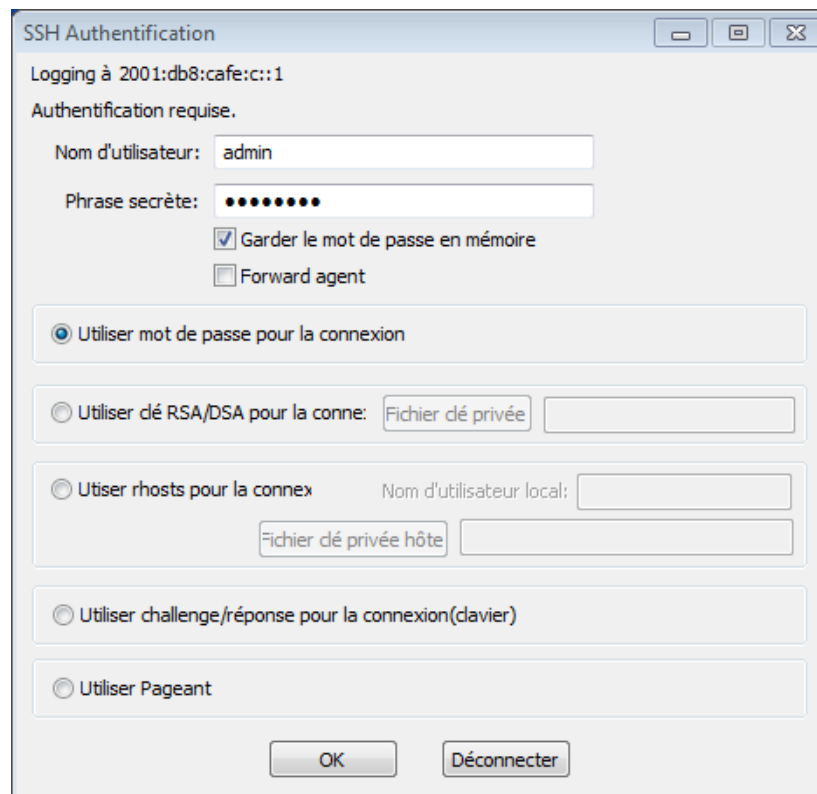 SSH Authentification
Logging à 2001:db8:cafe:c::1
Authentification requise.
Nom d'utilisateur: admin
Phrase secrète: ••••••••
Garder le mot de passe en mémoire
Forward agent
Utiliser mot de passe pour la connexion
Utiliser clé RSA/DSA pour la conne: Fichier clé privée
Utiser rhosts pour la connex Nom d'utilisateur local:
Fichier clé privée hôte
Utiliser challenge/réponse pour la connexion(clavier)
Utiliser Pageant
OK Déconnecter